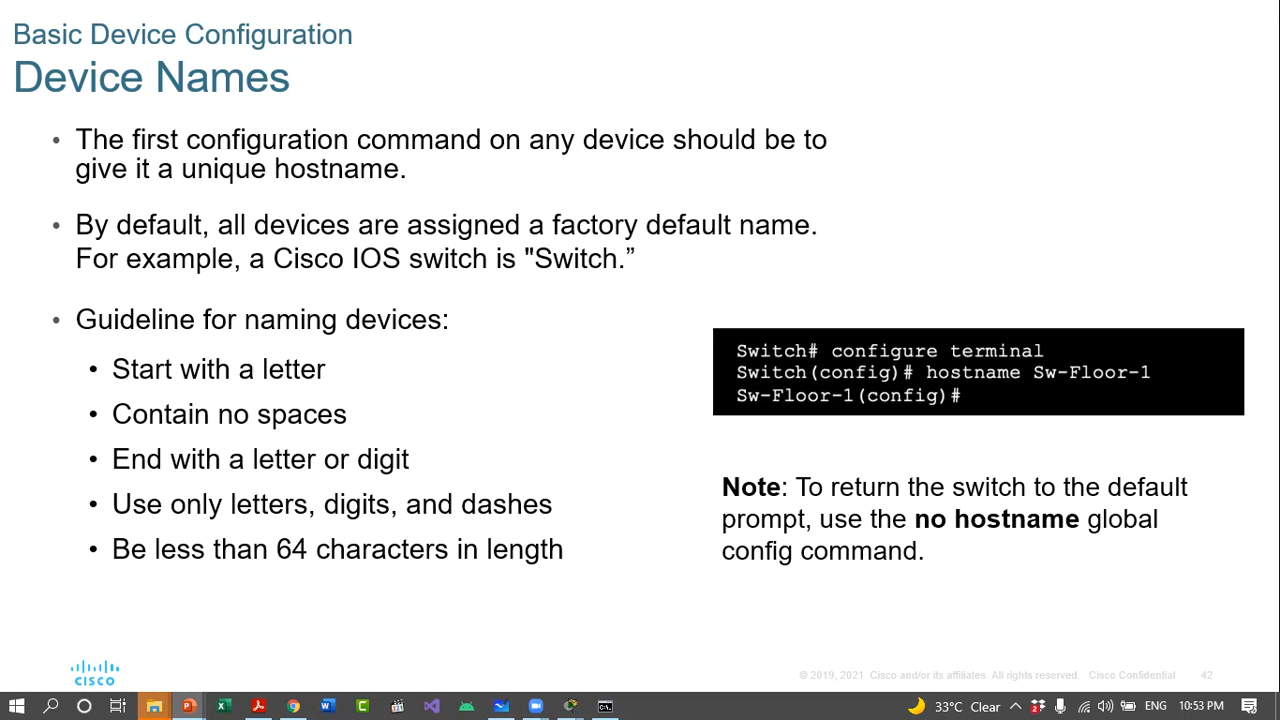 Basic Device Configuration
Device Names
• The first configuration command on any device should be to
give it a unique hostname.
• By default, all devices are assigned a factory default name.
For example, a Cisco IOS switch is "Switch.”
• Guideline for naming devices:
• Start with a letter
• Contain no spaces
• End with a letter or digit
• Use only letters, digits, and dashes
• Be less than 64 characters in length
Switch# configure terminal
Switch(config)# hostname Sw-Floor-1
Sw-Floor-1(config)#
Note: To return the switch to the default
prompt, use the no hostname global
config command.
CISCO
© 2019, 2021 Cisco and/or its affiliates. All rights reserved. Cisco Confidential 42
33°C Clear ENG 10:53 PM